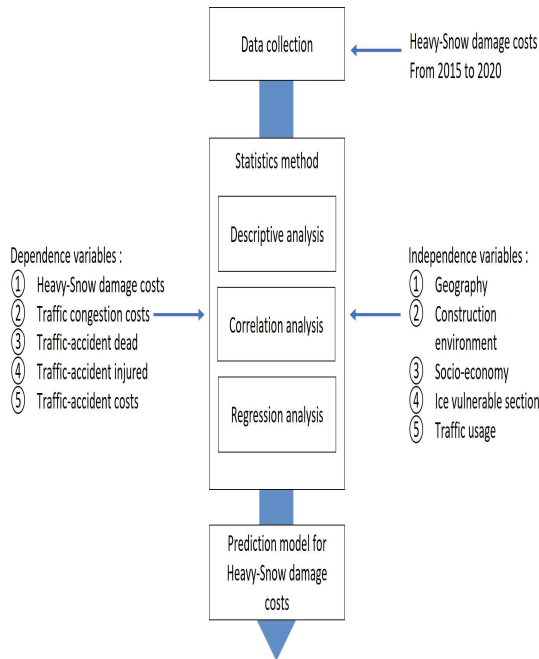 Data collection
Heavy-Snow damage costs
From 2015 to 2020
Statistics method
Descriptive analysis
Correlation analysis
Regression analysis
Dependence variables :
① Heavy-Snow damage costs
② Traffic congestion costs
③ Traffic-accident dead
④ Traffic-accident injured
⑤ Traffic-accident costs
Independence variables :
① Geography
② Construction
environment
③ Socio-economy
④ Ice vulnerable section
⑤ Traffic usage
Prediction model for
Heavy-Snow damage
costs